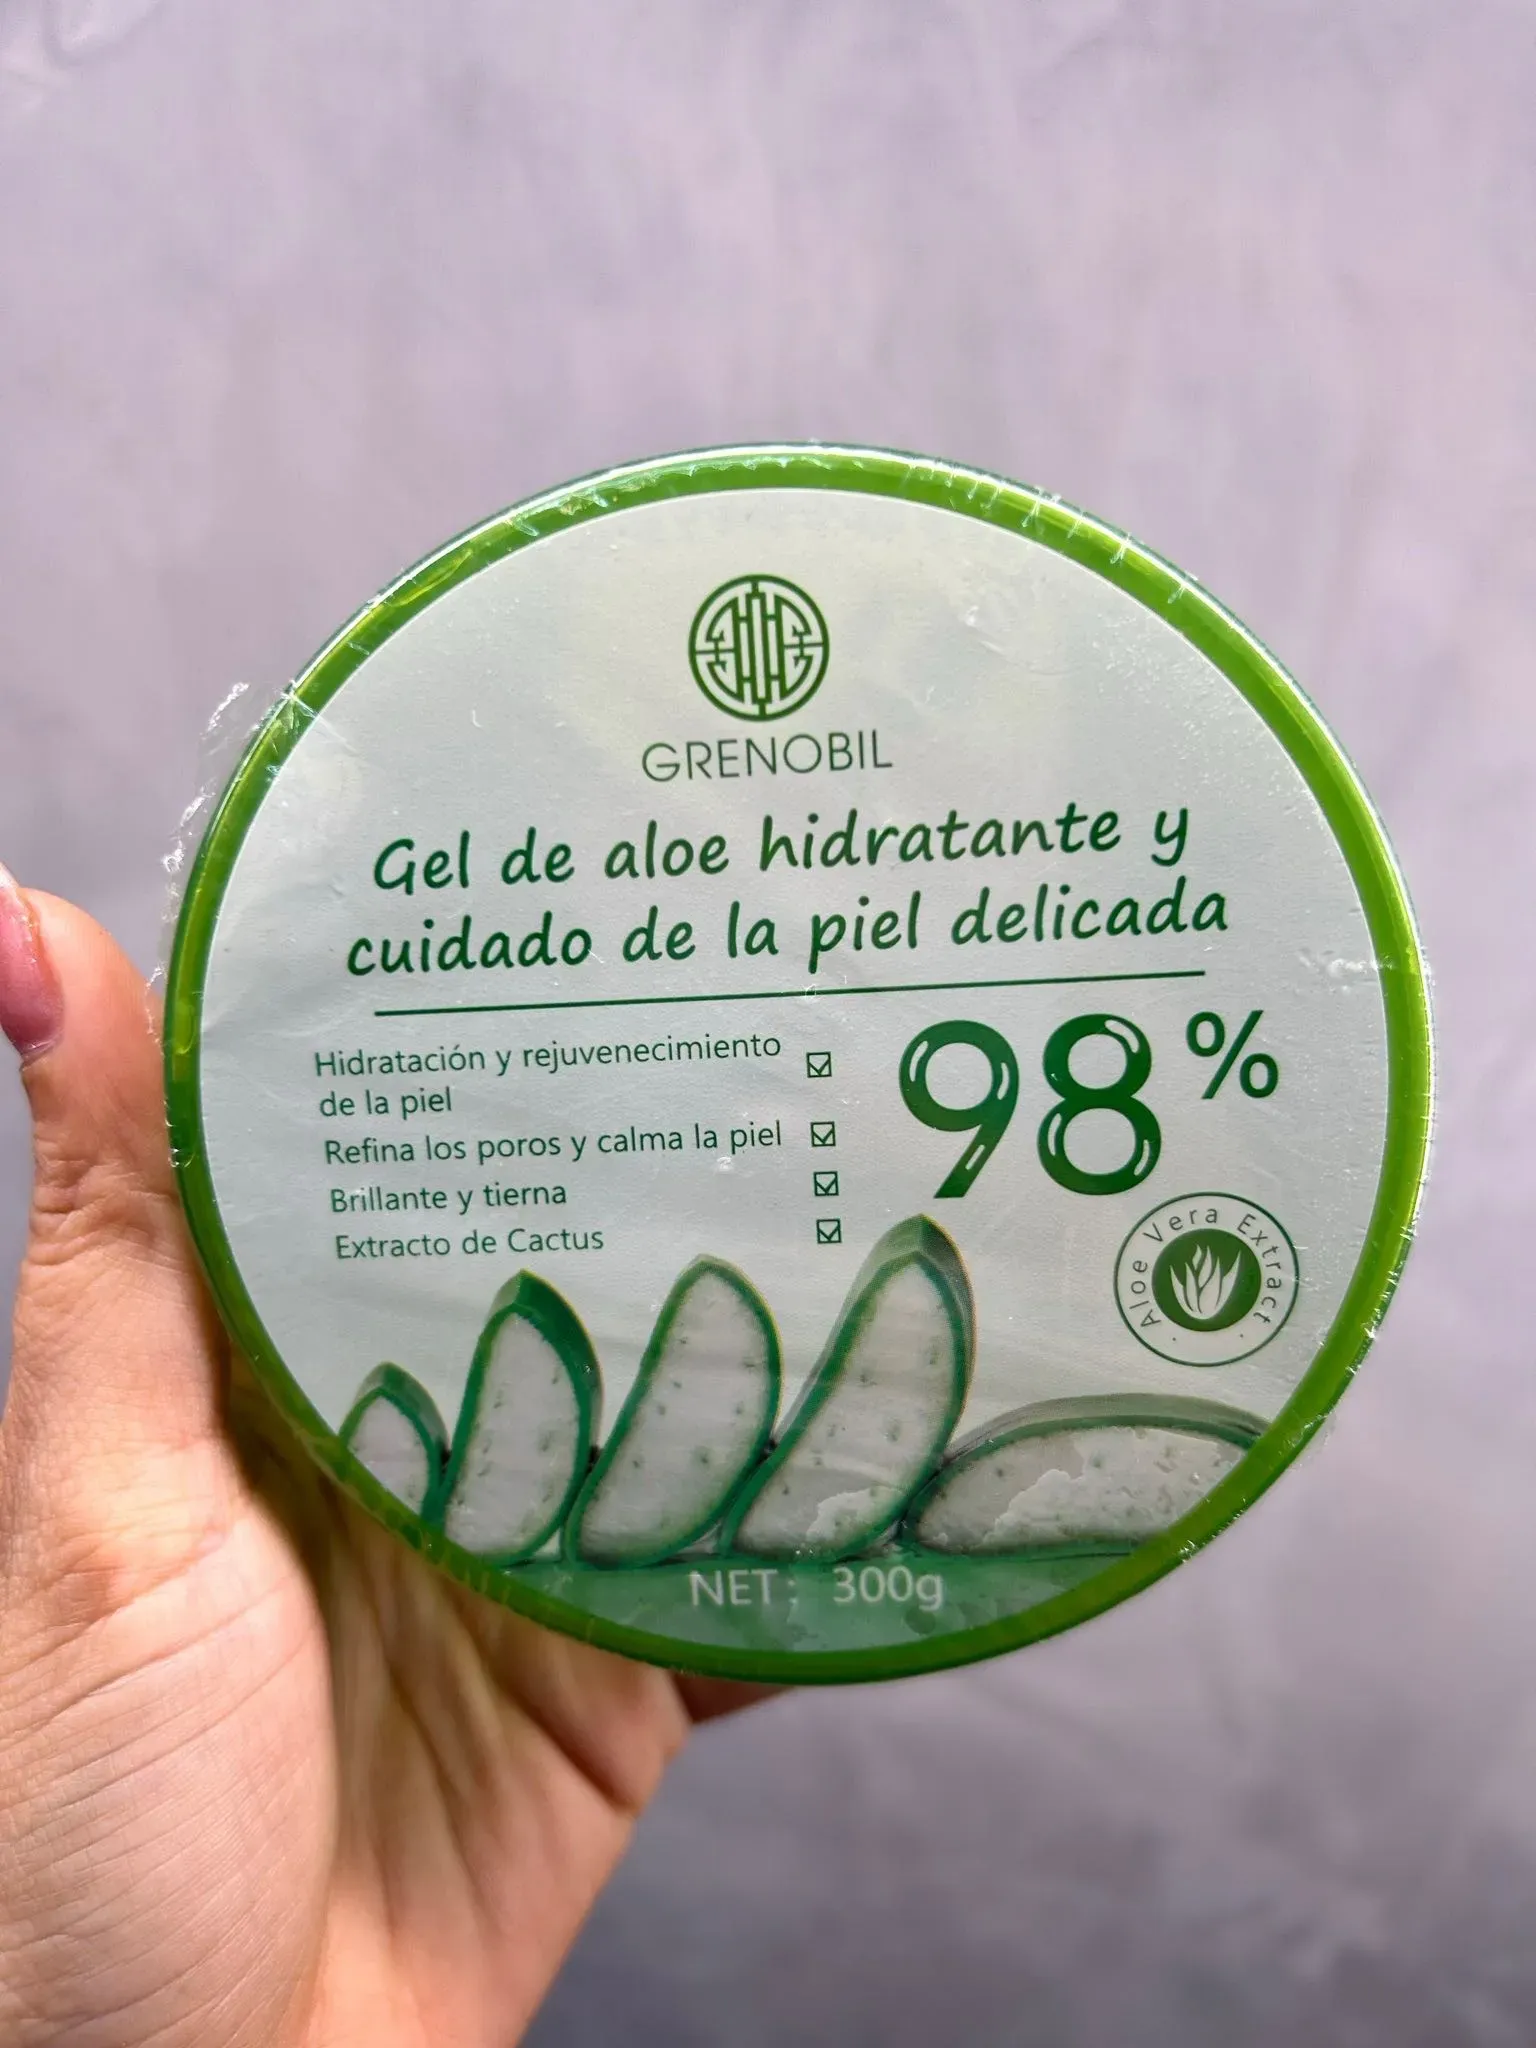 GRENOBIL
Gel de aloe hidratante y
cuidado de la piel delicada
Hidratación y rejuvenecimiento
de la piel
Refina los poros y calma la piel
Brillante y tierna
Extracto de Cactus
98%
Aloe Vera Extract
NET: 300g